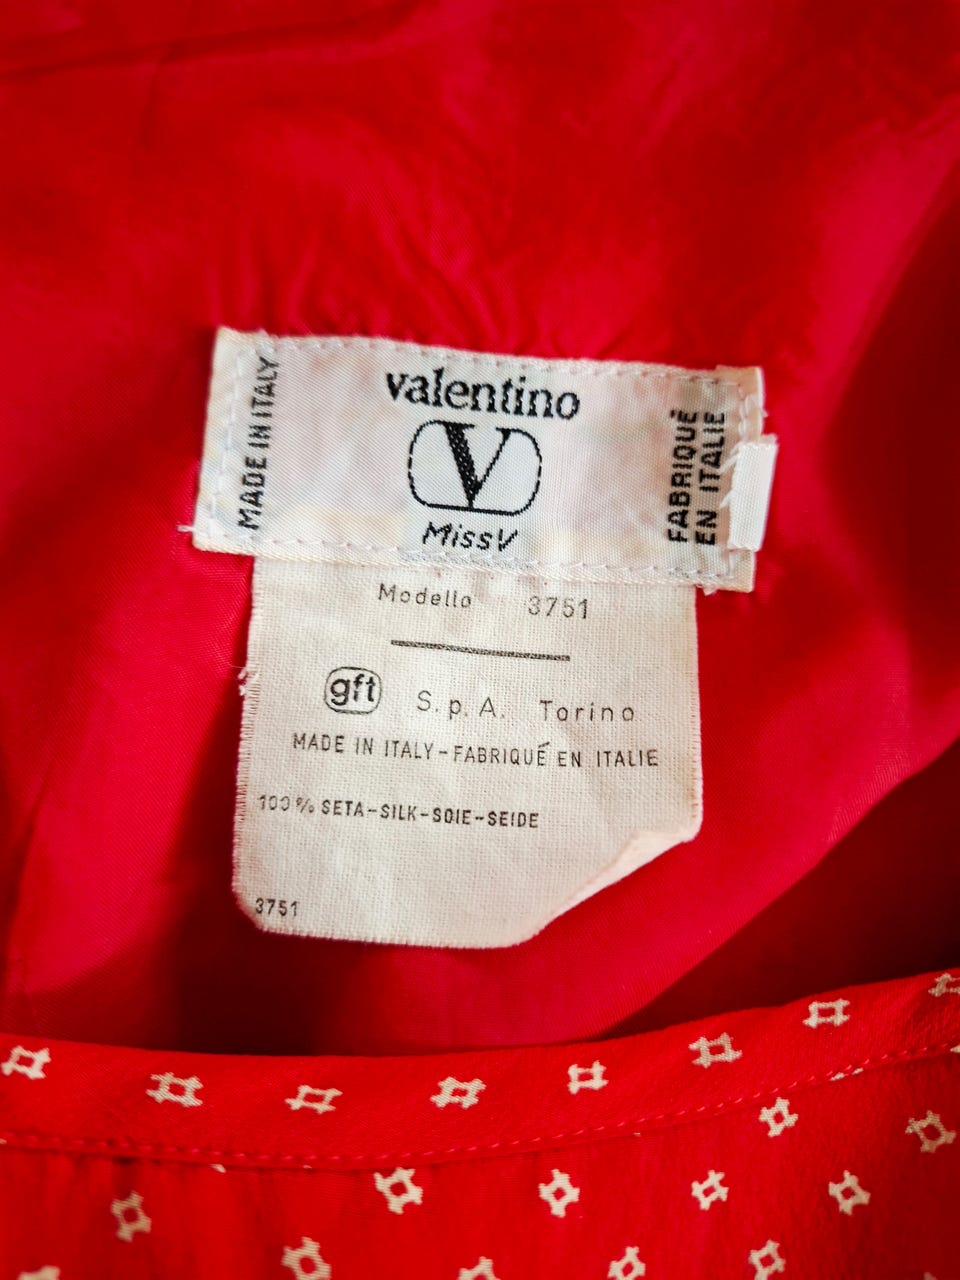 valentino
V
MissV
MADE IN ITALY
FABRIQUÉ
EN ITALIE
Modello 3751
gft S.p.A. Torino
MADE IN ITALY-FABRIQUÉ EN ITALIE
100% SETA-SILK-SOIE-SEIDE
3751